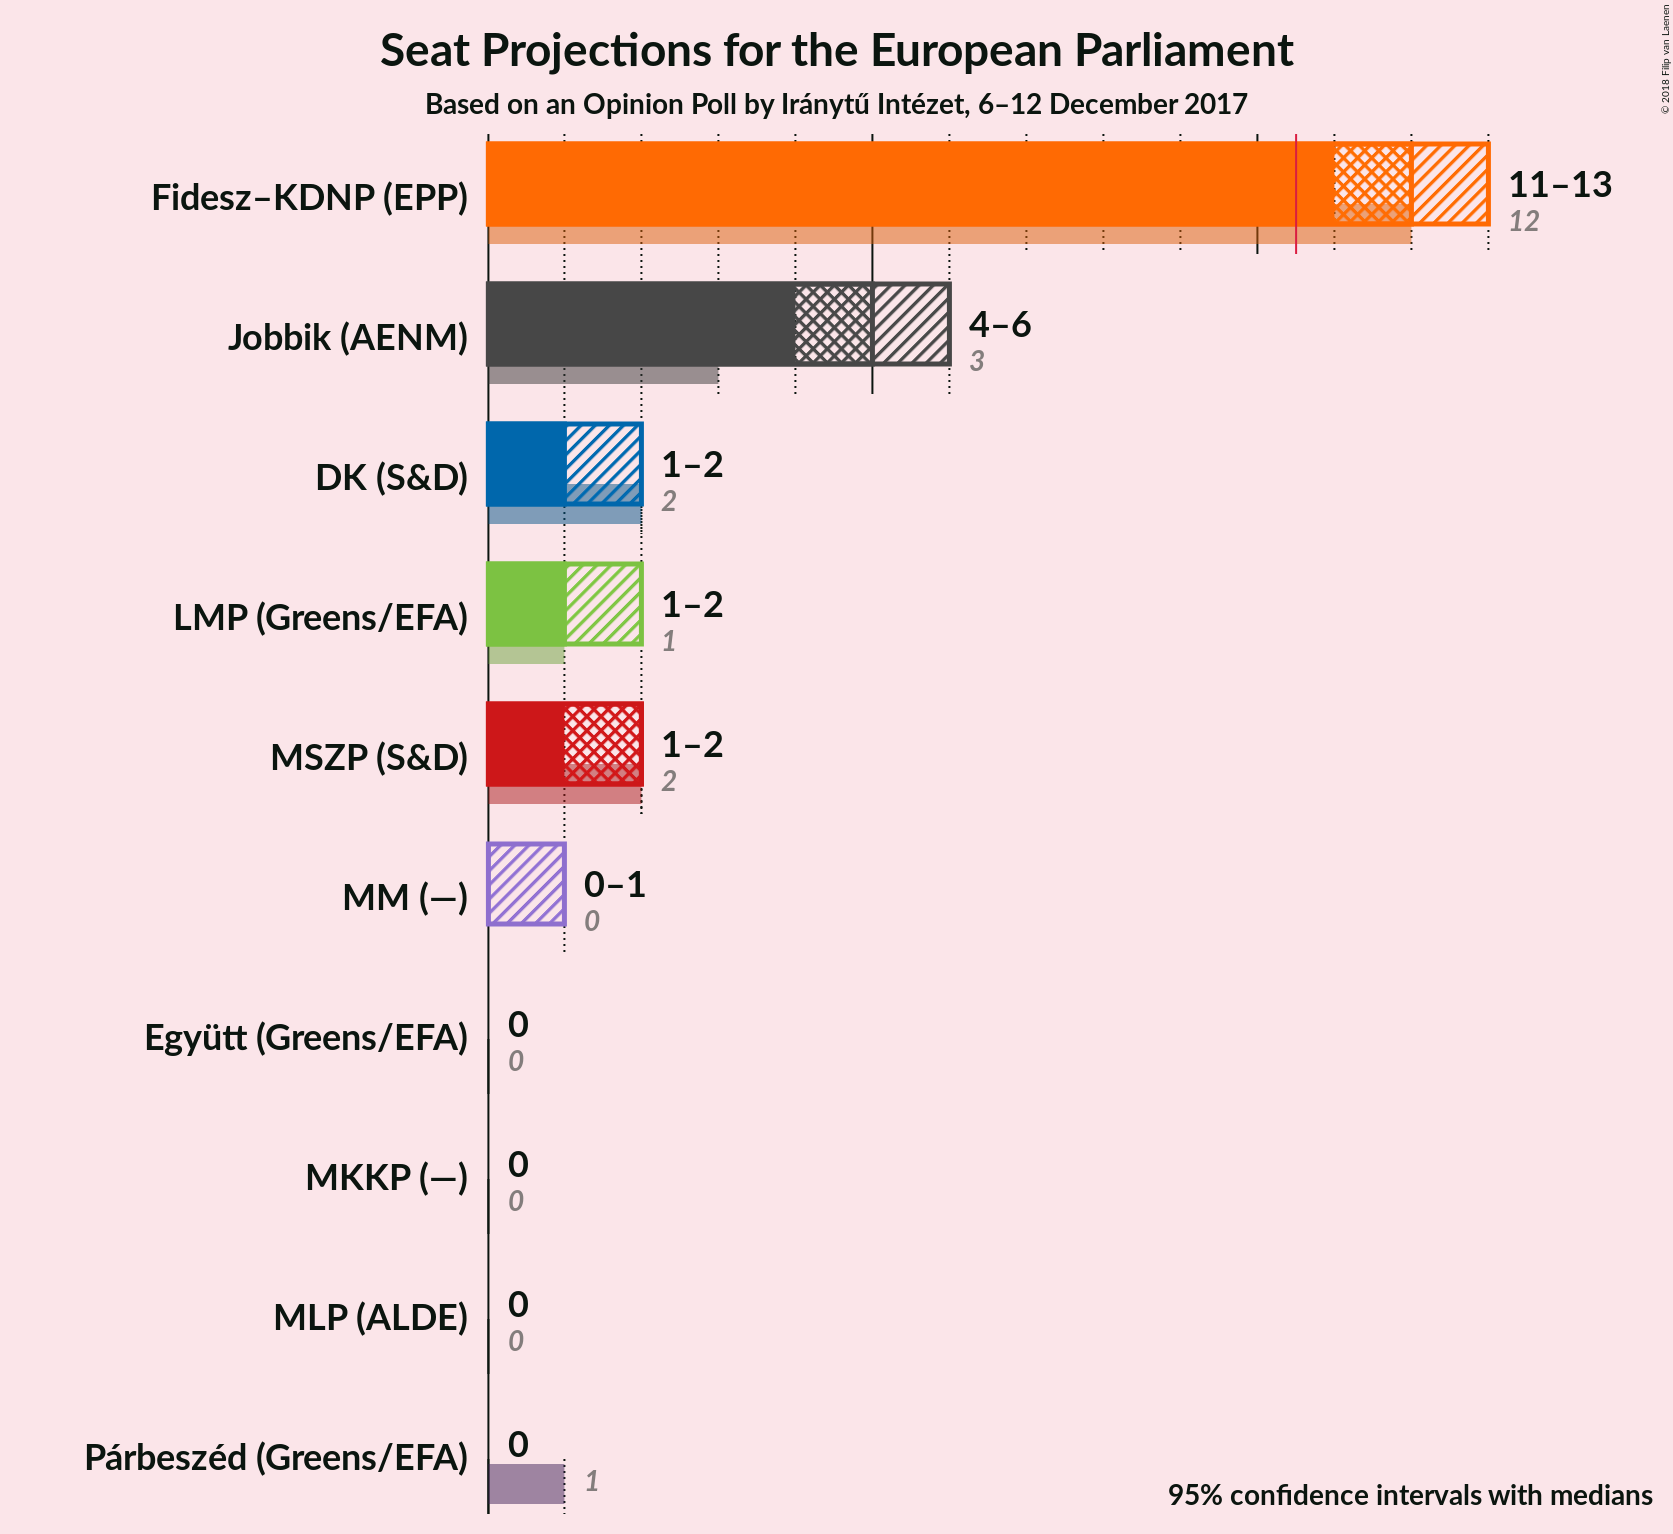 Seat Projections for the European Parliament
Based on an Opinion Poll by Iránytű Intézet, 6–12 December 2017
© 2018 Filip van Laenen
Fidesz–KDNP (EPP)
11–13
12
Jobbik (AENM)
4–6
3
DK (S&D)
1–2
2
LMP (Greens/EFA)
1–2
1
MSZP (S&D)
1–2
2
MM (—)
0–1
0
Együtt (Greens/EFA)
0
0
MKKP (—)
0
0
MLP (ALDE)
0
0
Párbeszéd (Greens/EFA)
0
1
95% confidence intervals with medians